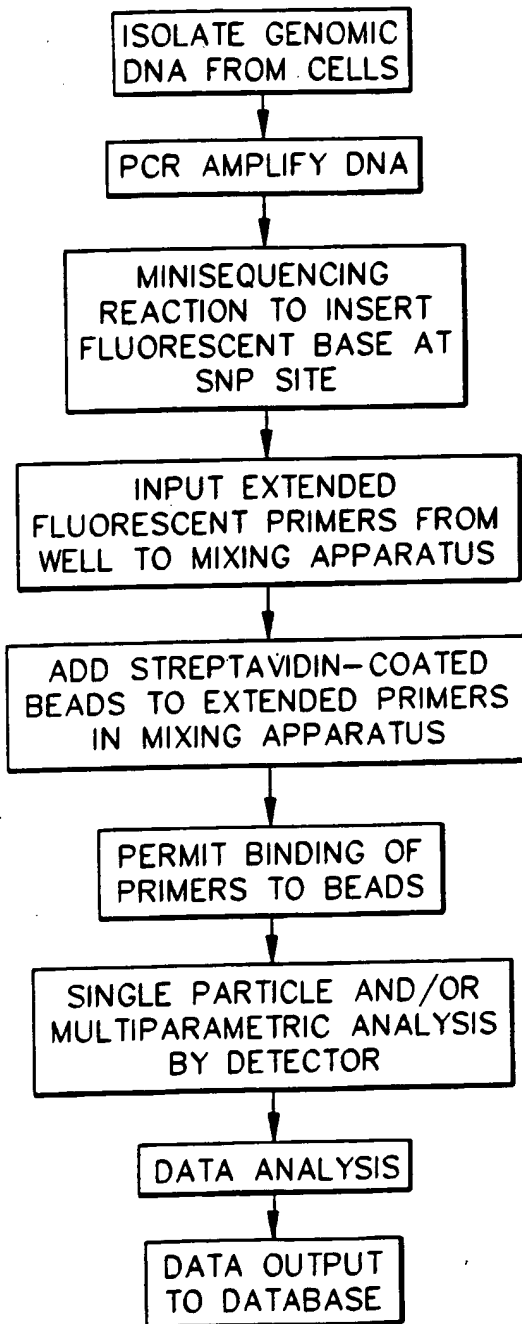 ISOLATE GENOMIC
DNA FROM CELLS
PCR AMPLIFY DNA
MINISEQUENCING
REACTION TO INSERT
FLUORESCENT BASE AT
SNP SITE
INPUT EXTENDED
FLUORESCENT PRIMERS FROM
WELL TO MIXING APPARATUS
ADD STREPTAVIDIN-COATED
BEADS TO EXTENDED PRIMERS
IN MIXING APPARATUS
PERMIT BINDING OF
PRIMERS TO BEADS
SINGLE PARTICLE AND/OR
MULTIPARAMETRIC ANALYSIS
BY DETECTOR
DATA ANALYSIS
DATA OUTPUT
TO DATABASE